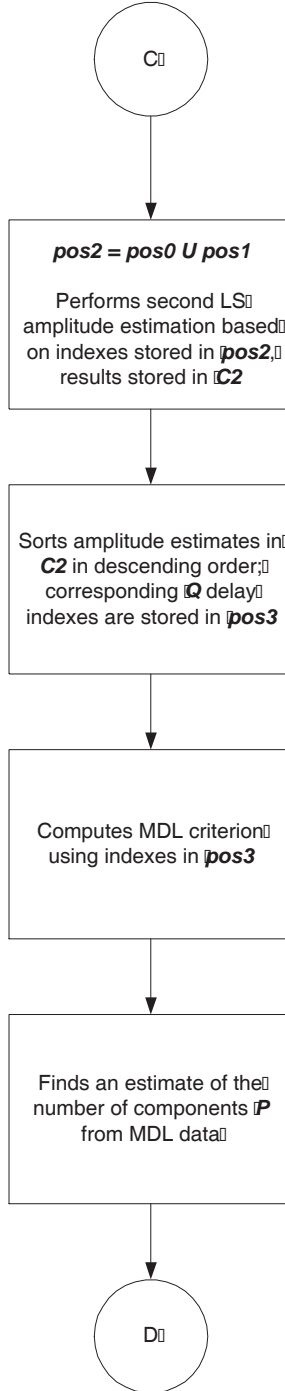 C
pos2 = pos0 U pos1
Performs second LS
amplitude estimation based
on indexes stored in pos2,
results stored in C2
Sorts amplitude estimates in
C2 in descending order;
corresponding Q delay
indexes are stored in pos3
Computes MDL criterion
using indexes in pos3
Finds an estimate of the
number of components P
from MDL data
D